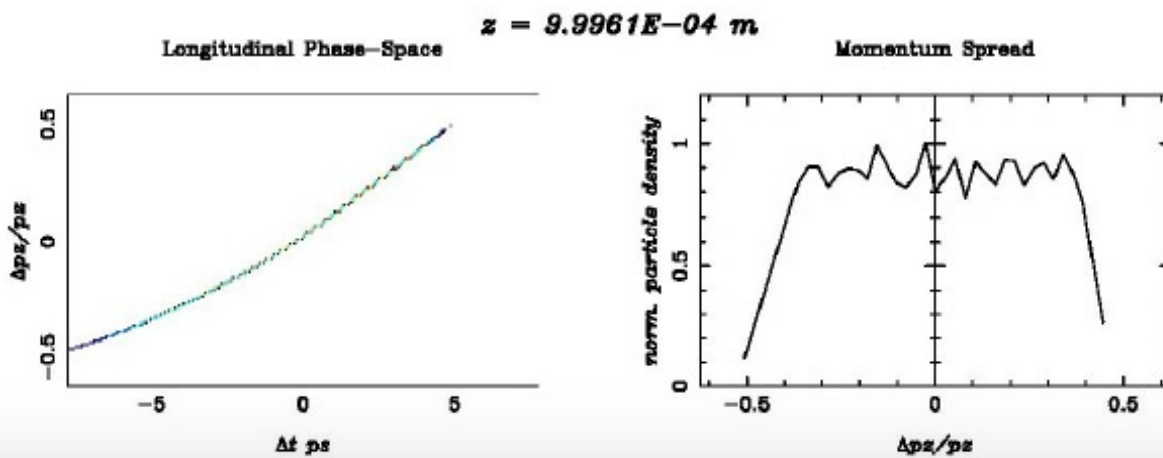 z = 9.9961E−04 m
Longitudinal Phase−Space
Momentum Spread
Δpz/pz
0.5
0
−0.5
−5
0
5
Δt ps
norm. particle density
1
0.5
0
−0.5
0
0.5
Δpz/pz